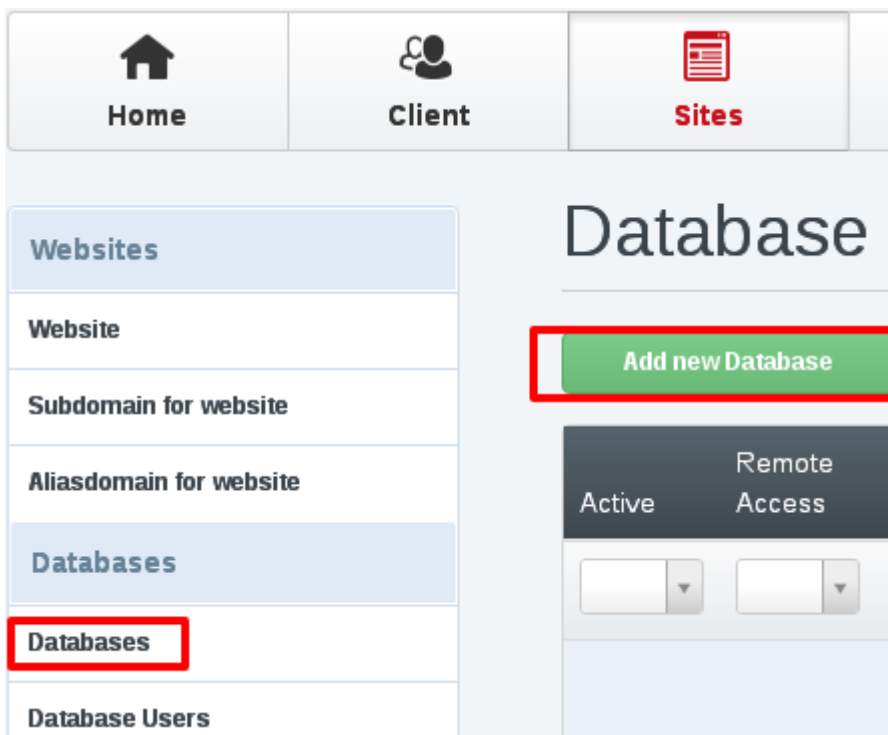 Home
Client
Sites
Websites
Website
Subdomain for website
Aliasdomain for website
Databases
Databases
Database Users
Database
Add new Database
Active
Remote
Access